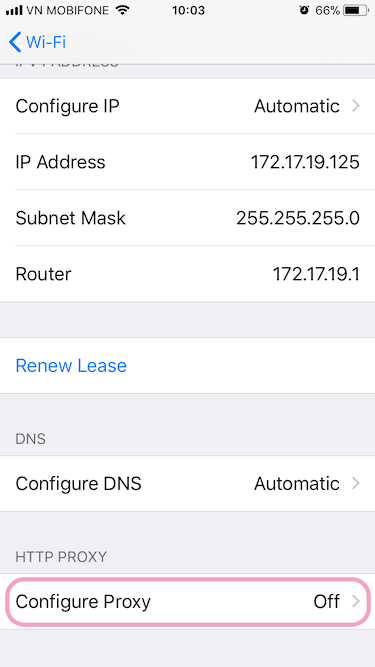 VN MOBIFONE 10:03 66%
Wi-Fi
IPV4 ADDRESS
Configure IP Automatic
IP Address 172.17.19.125
Subnet Mask 255.255.255.0
Router 172.17.19.1
Renew Lease
DNS
Configure DNS Automatic
HTTP PROXY
Configure Proxy Off